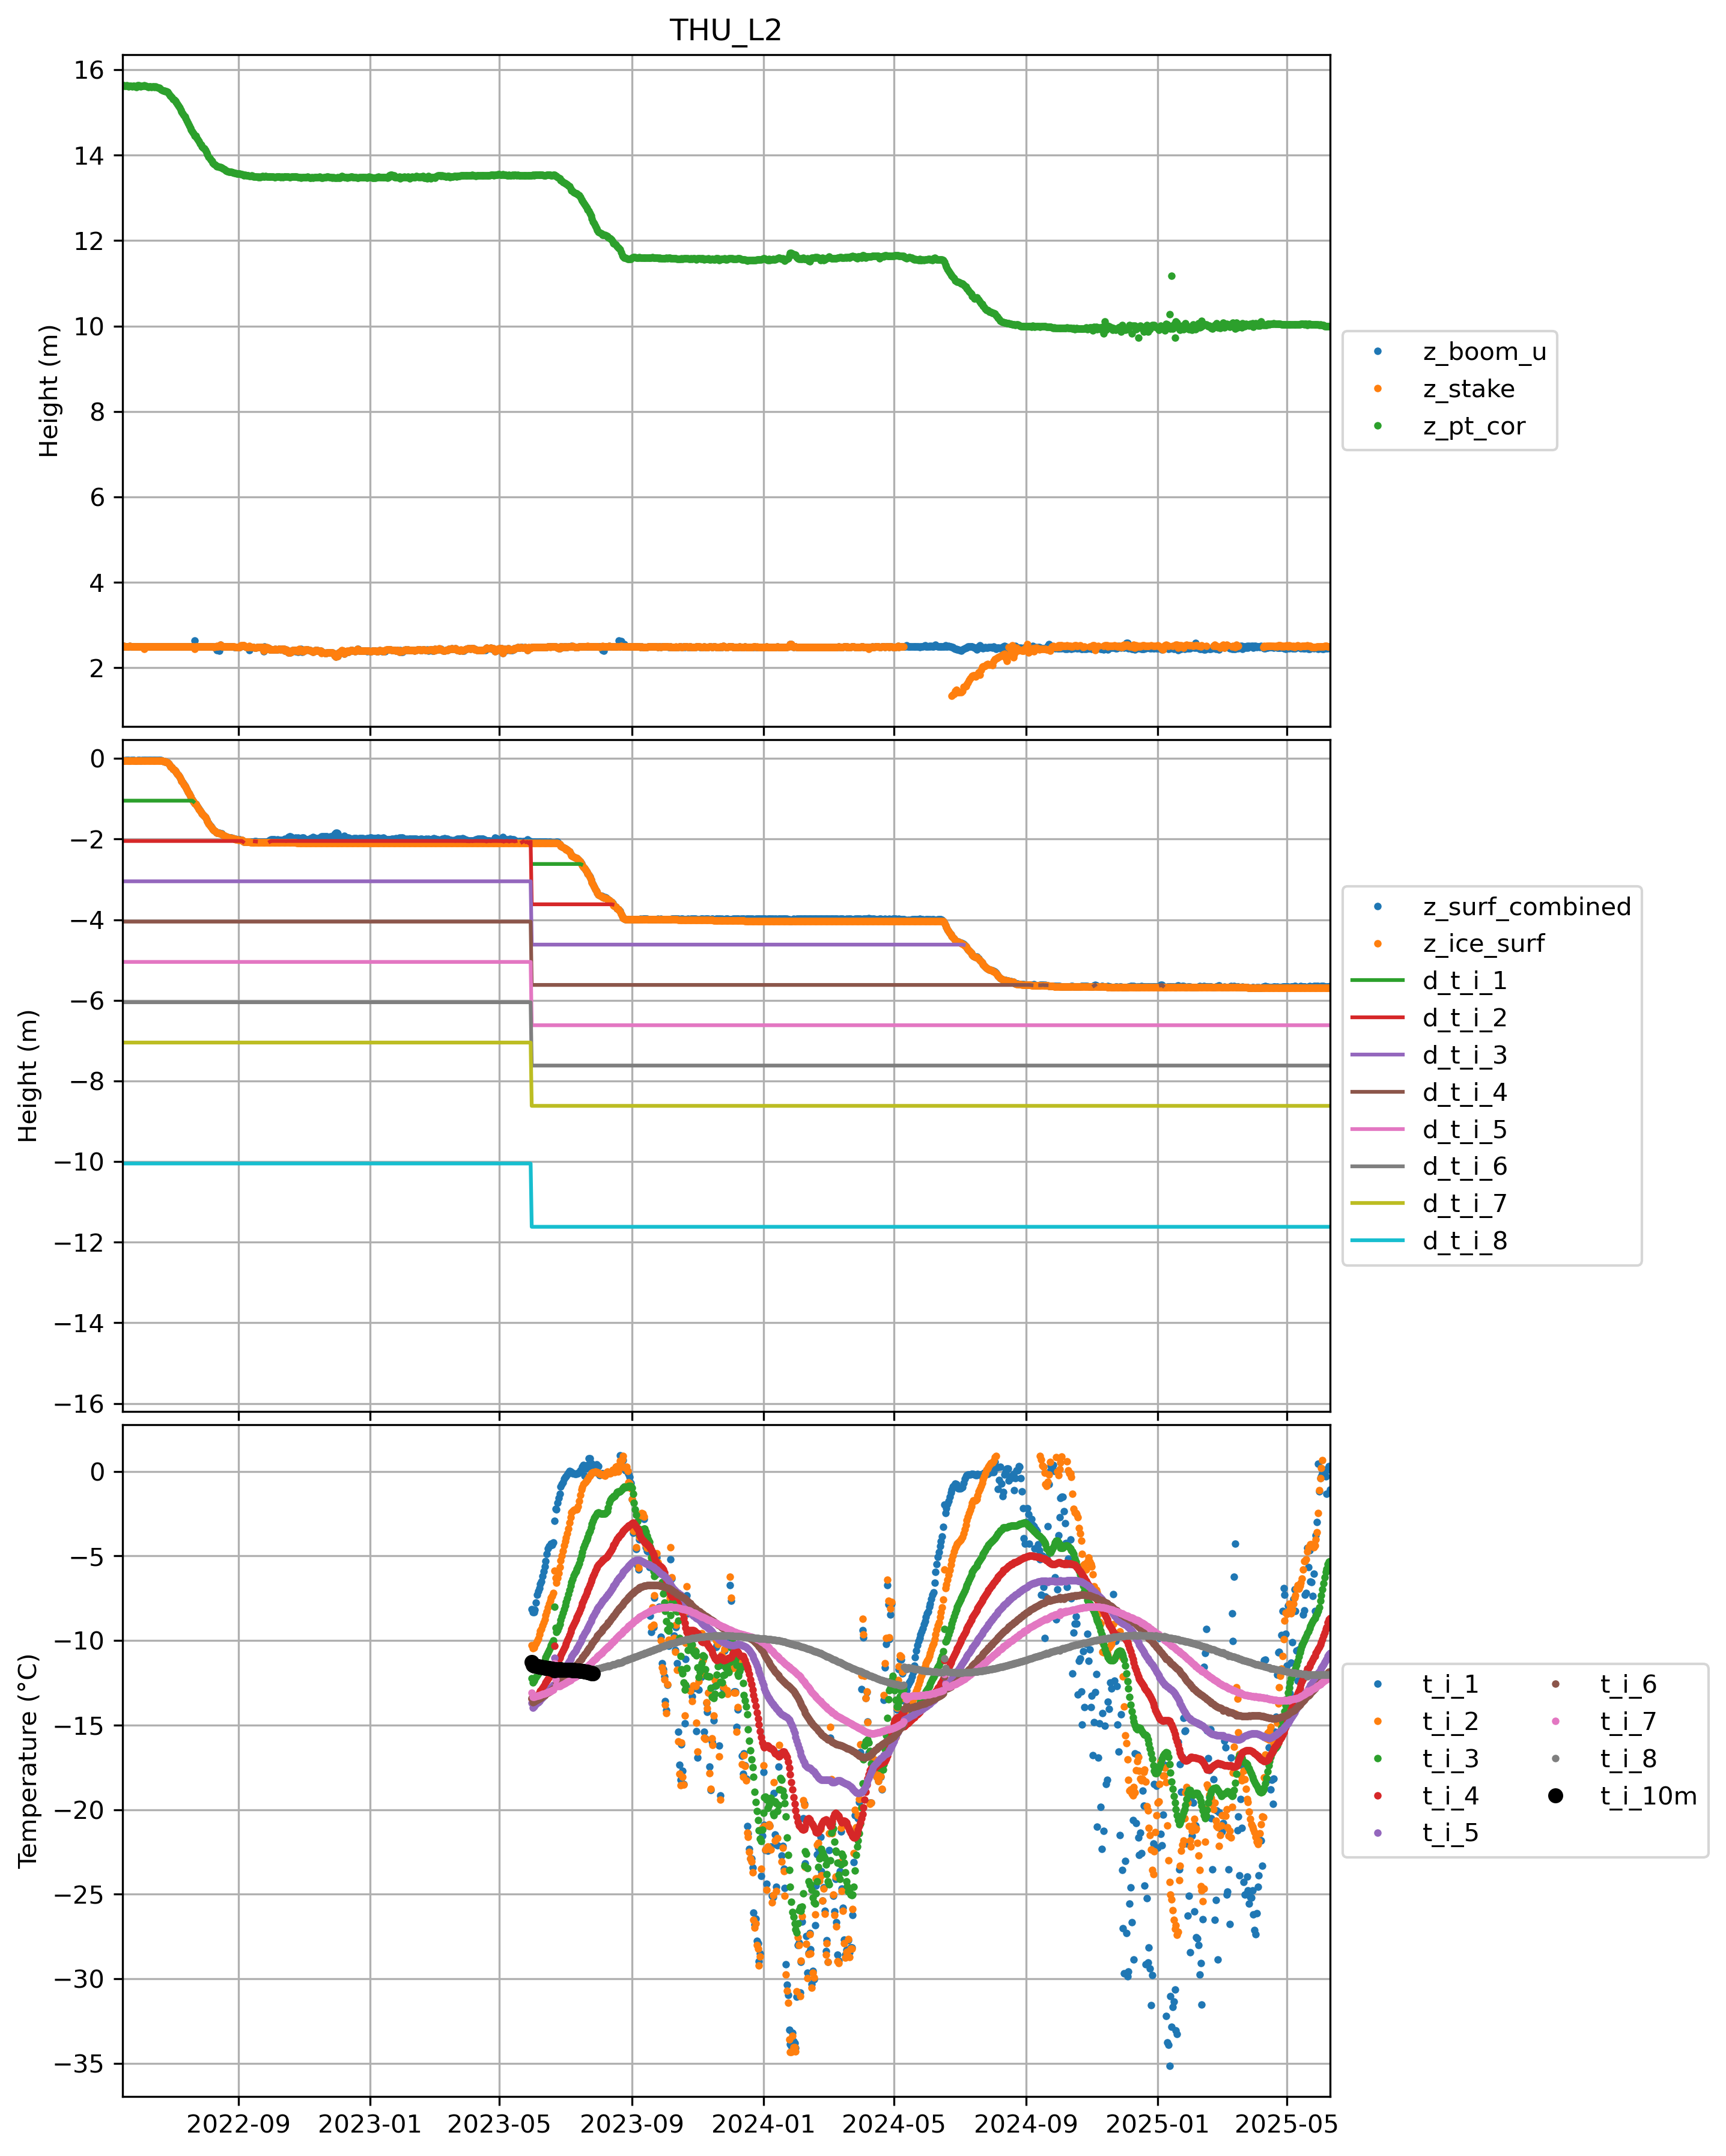 THU_L2
16
14
12
10
8
6
4
2
Height (m)
z_boom_u
z_stake
z_pt_cor
0
−2
−4
−6
−8
−10
−12
−14
−16
Height (m)
z_surf_combined
z_ice_surf
d_t_i_1
d_t_i_2
d_t_i_3
d_t_i_4
d_t_i_5
d_t_i_6
d_t_i_7
d_t_i_8
0
−5
−10
−15
−20
−25
−30
−35
Temperature (°C)
t_i_1
t_i_2
t_i_3
t_i_4
t_i_5
t_i_6
t_i_7
t_i_8
t_i_10m
2022-09 2023-01 2023-05 2023-09 2024-01 2024-05 2024-09 2025-01 2025-05